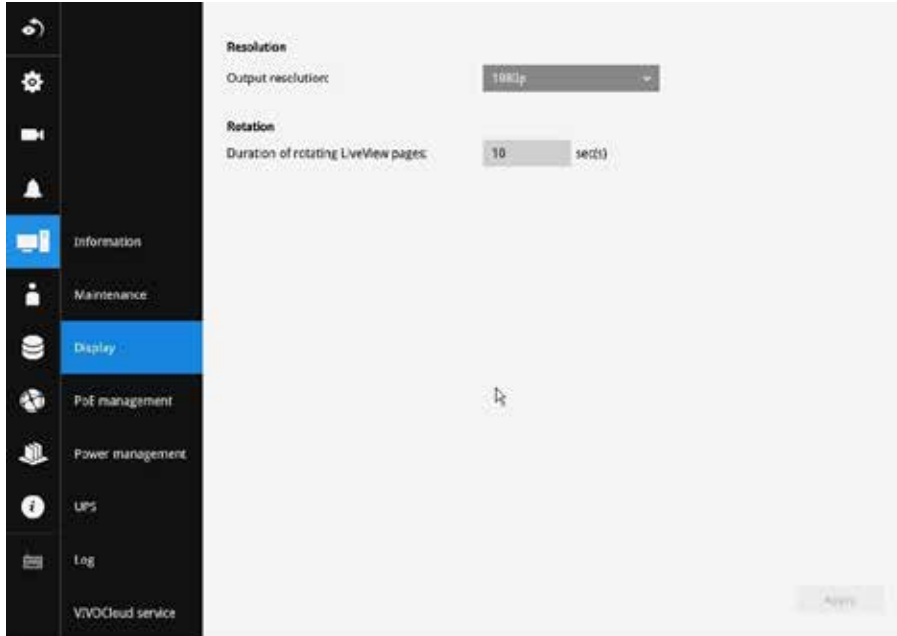 Resolution
Output resolution: 1080p
Rotation
Duration of rotating LiveView pages: 10 sec(s)
Information
Maintenance
Display
PoE management
Power management
UPS
Log
VIVOCloud service
Apply